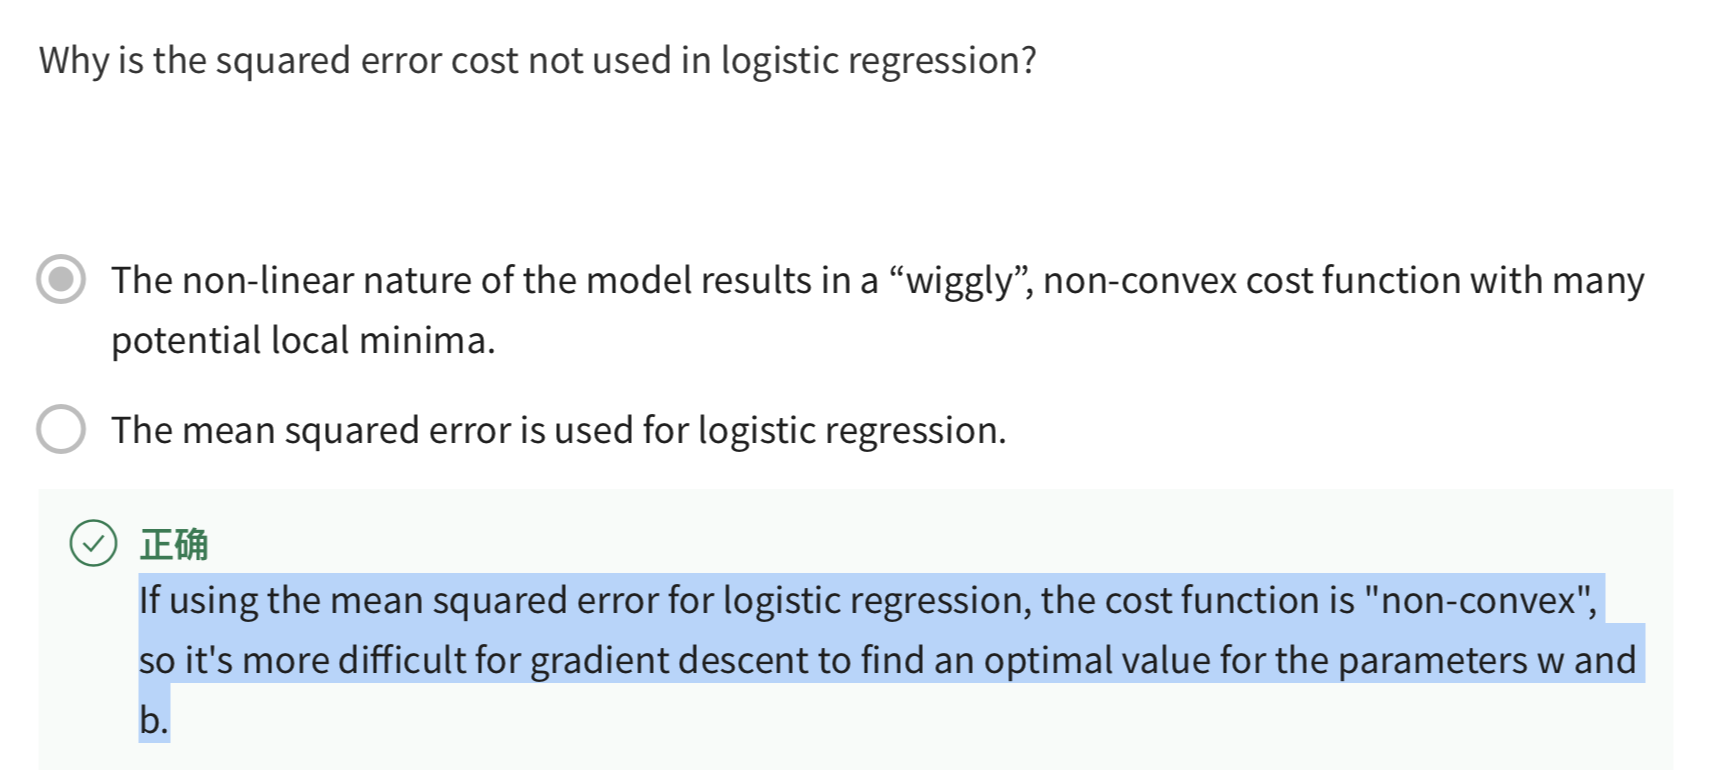 Why is the squared error cost not used in logistic regression?
The non-linear nature of the model results in a “wiggly”, non-convex cost function with many
potential local minima.
The mean squared error is used for logistic regression.
正确
If using the mean squared error for logistic regression, the cost function is "non-convex",
so it's more difficult for gradient descent to find an optimal value for the parameters w and
b.